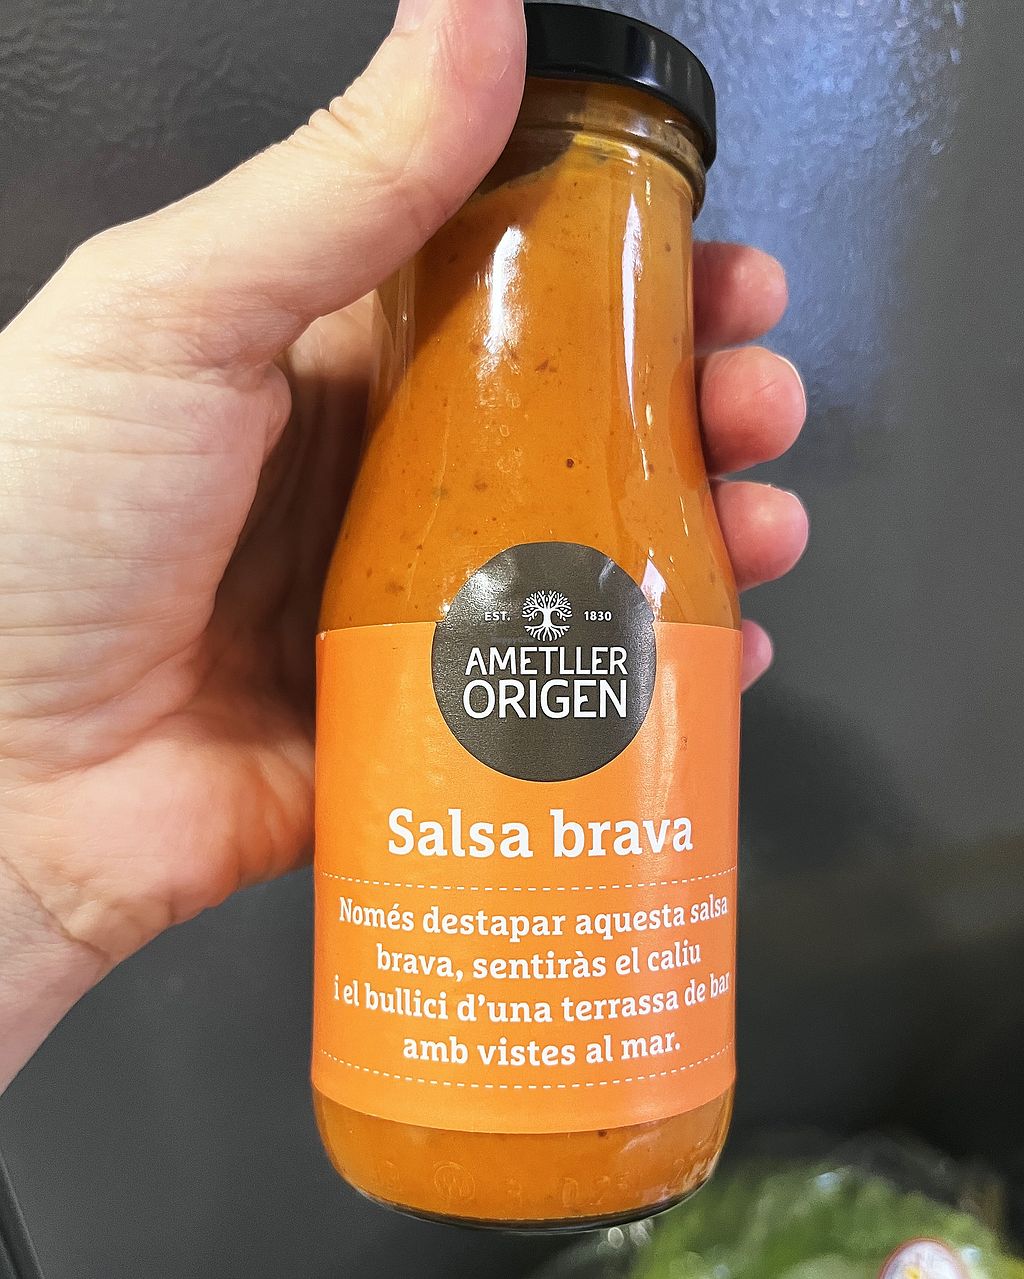 EST. 1830
AMETLLER
ORIGEN
Salsa brava
Només destapar aquesta salsa
brava, sentiràs el caliu
i el bullici d'una terrassa de bar
amb vistes al mar.